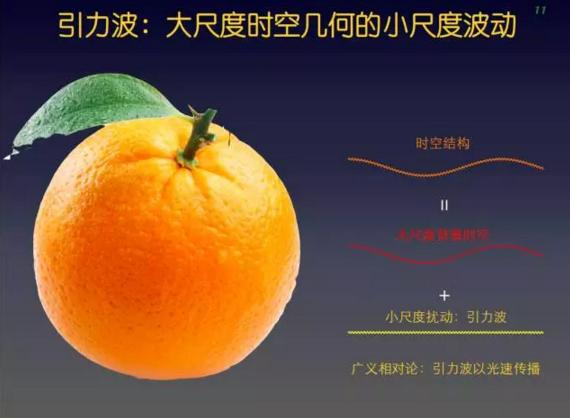 引力波：大尺度时空几何的小尺度波动
11
时空结构
=
大尺度背景时空
+
小尺度扰动：引力波
广义相对论：引力波以光速传播